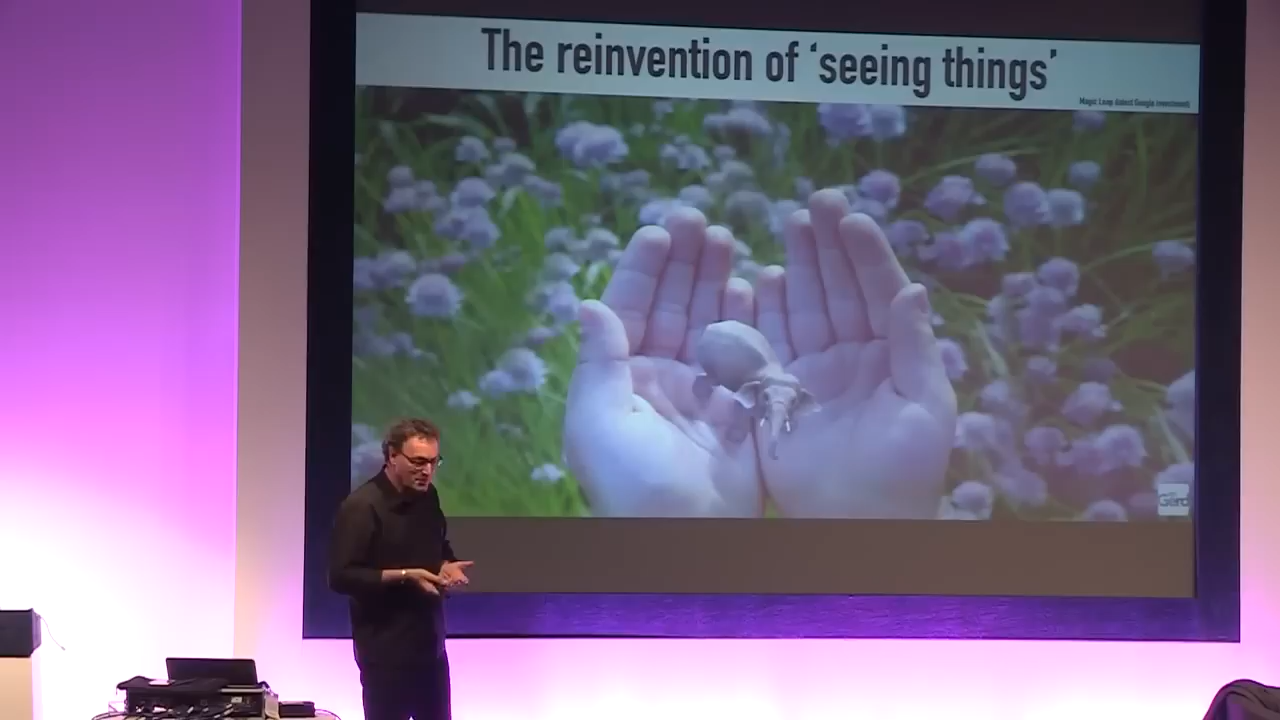 The reinvention of ‘seeing things’
Magic Leap (latest Google investment)
Gerd